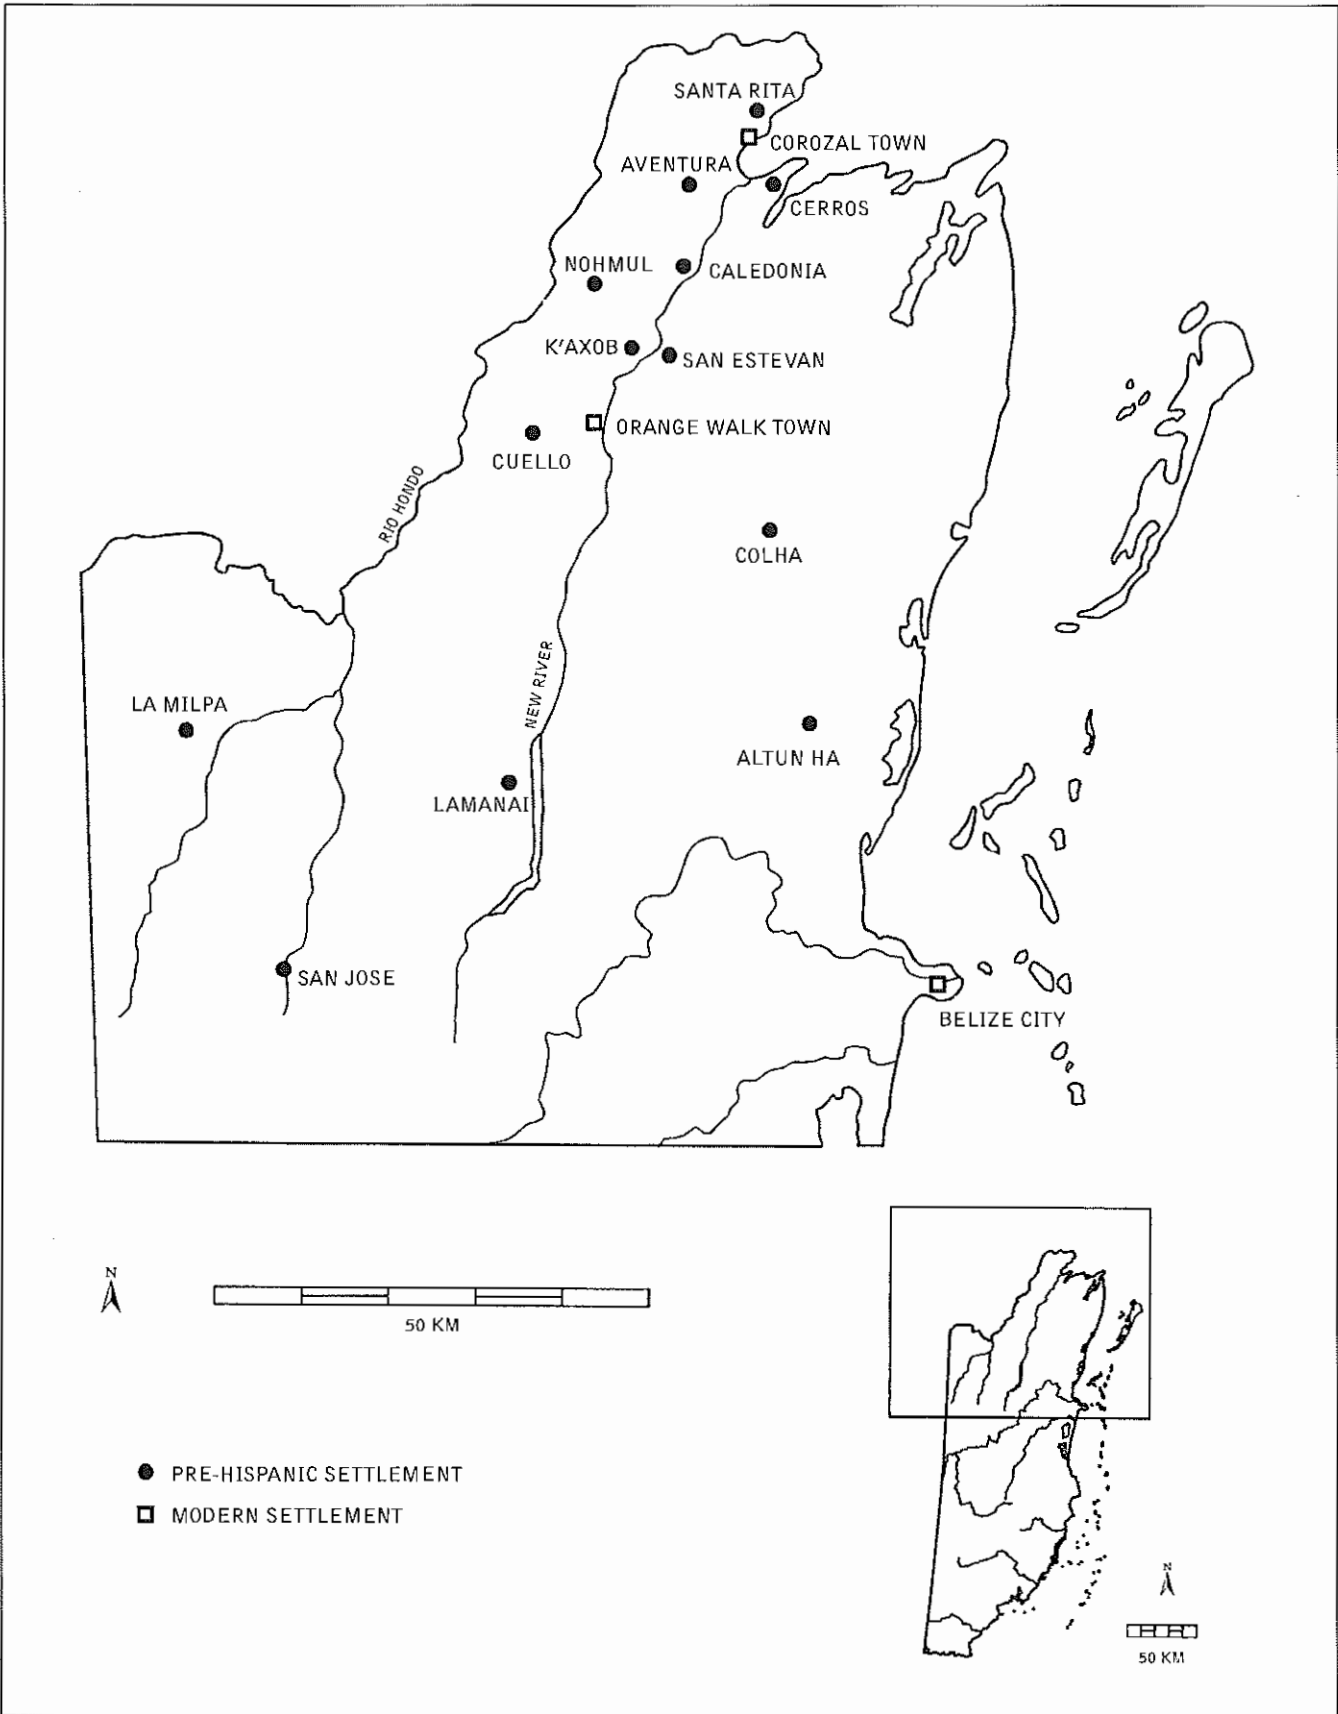 SANTA RITA
COROZAL TOWN
AVENTURA
CERROS
NOHMUL
CALEDONIA
K'AXOB
SAN ESTEVAN
ORANGE WALK TOWN
CUELLO
RIO HONDO
COLHA
NEW RIVER
LA MILPA
ALTUN HA
LAMANAI
SAN JOSE
BELIZE CITY
N
50 KM
PRE-HISPANIC SETTLEMENT
MODERN SETTLEMENT
N
50 KM